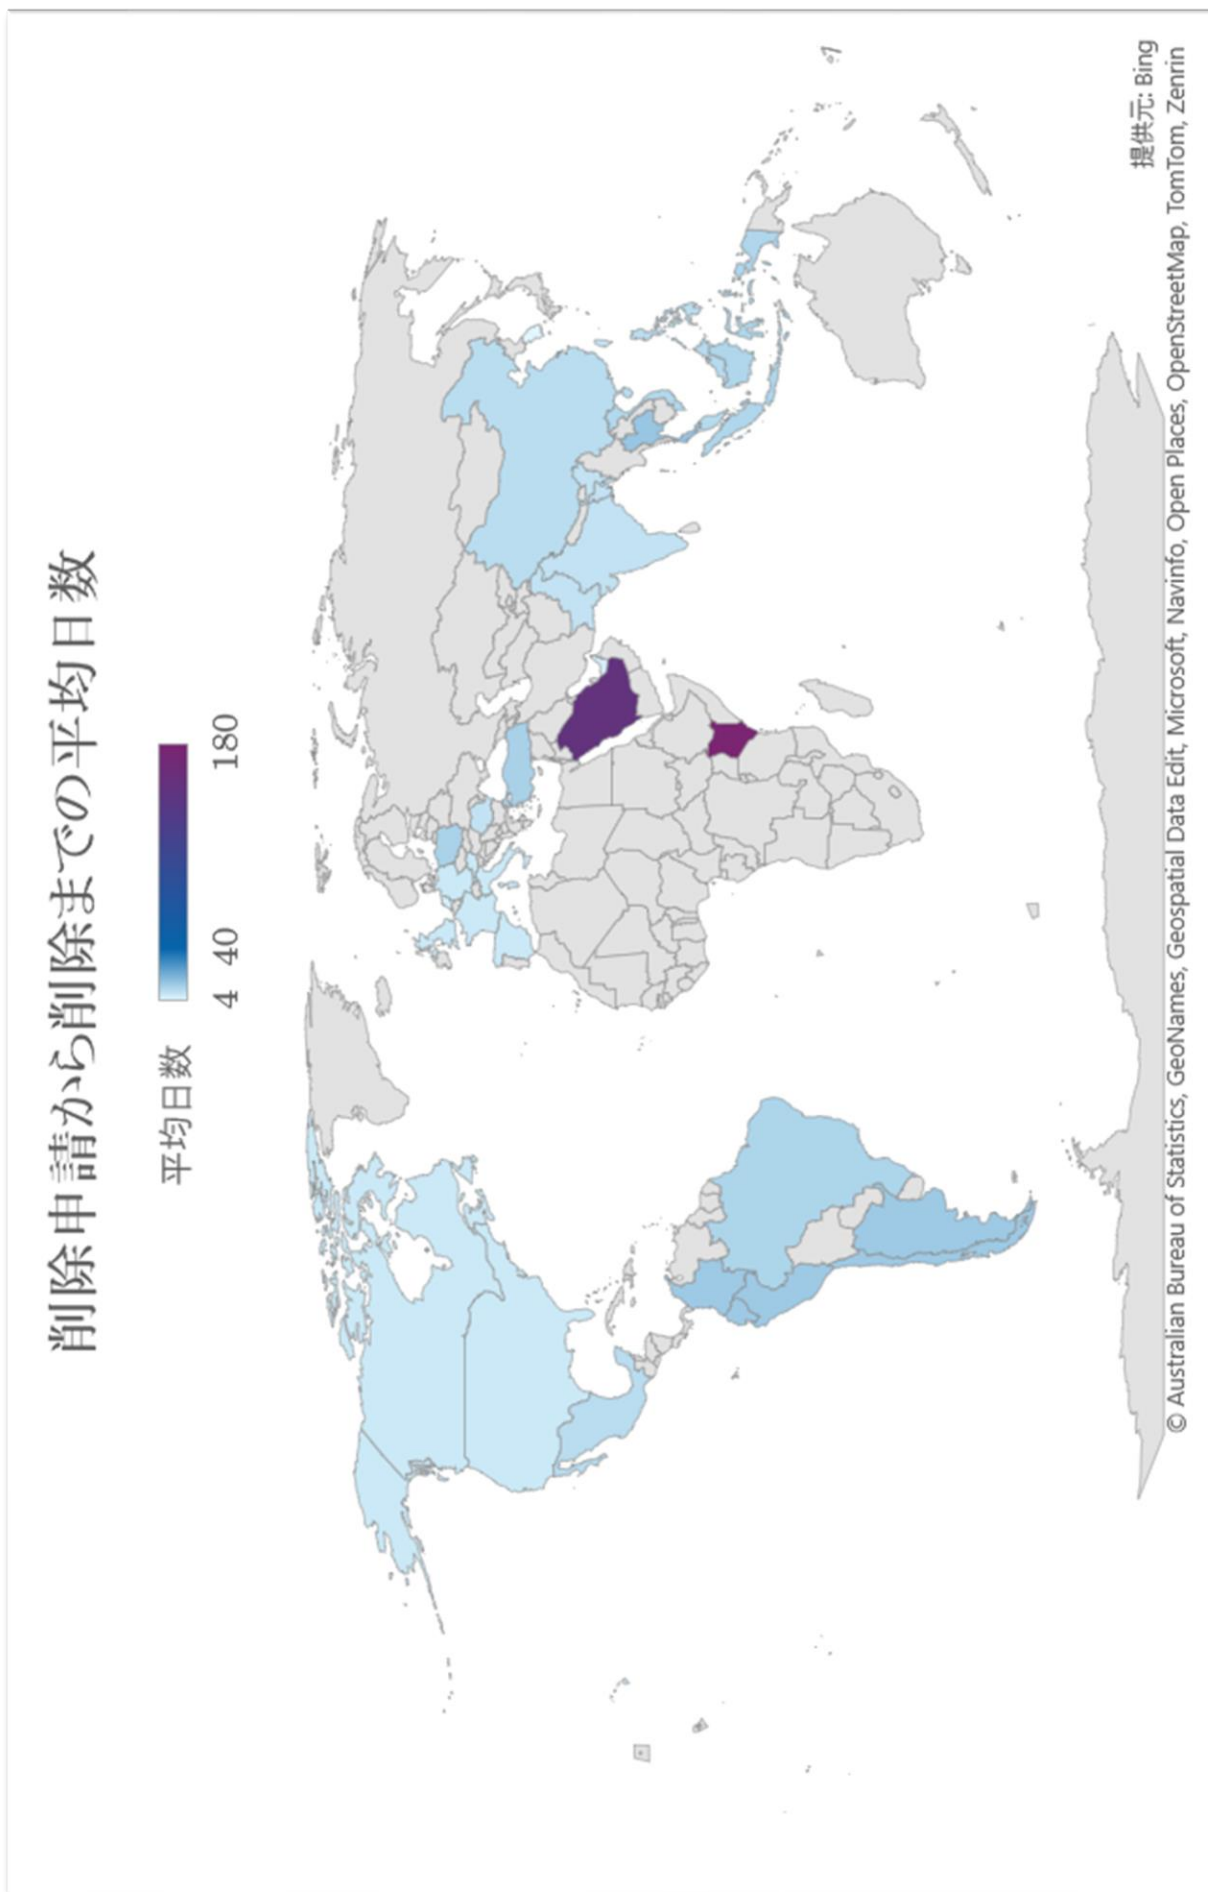 削除申請から削除までの平均日数
平均日数
4 40 180
提供元: Bing
© Australian Bureau of Statistics, GeoNames, Geospatial Data Edit, Microsoft, Navinfo, Open Places, OpenStreetMap, TomTom, Zenrin